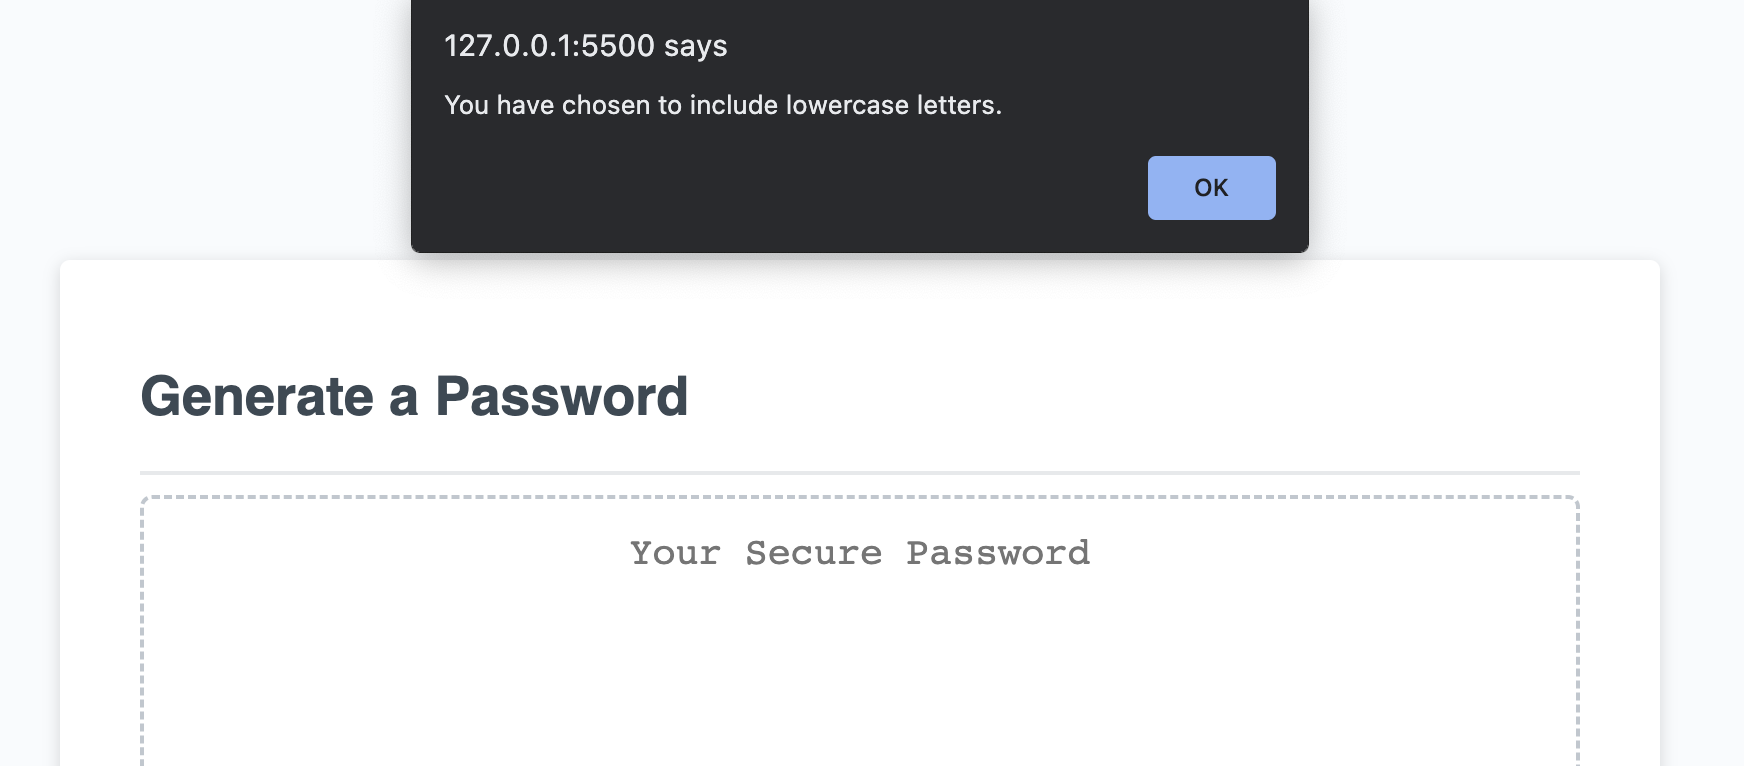 127.0.0.1:5500 says
You have chosen to include lowercase letters.
OK
Generate a Password
Your Secure Password